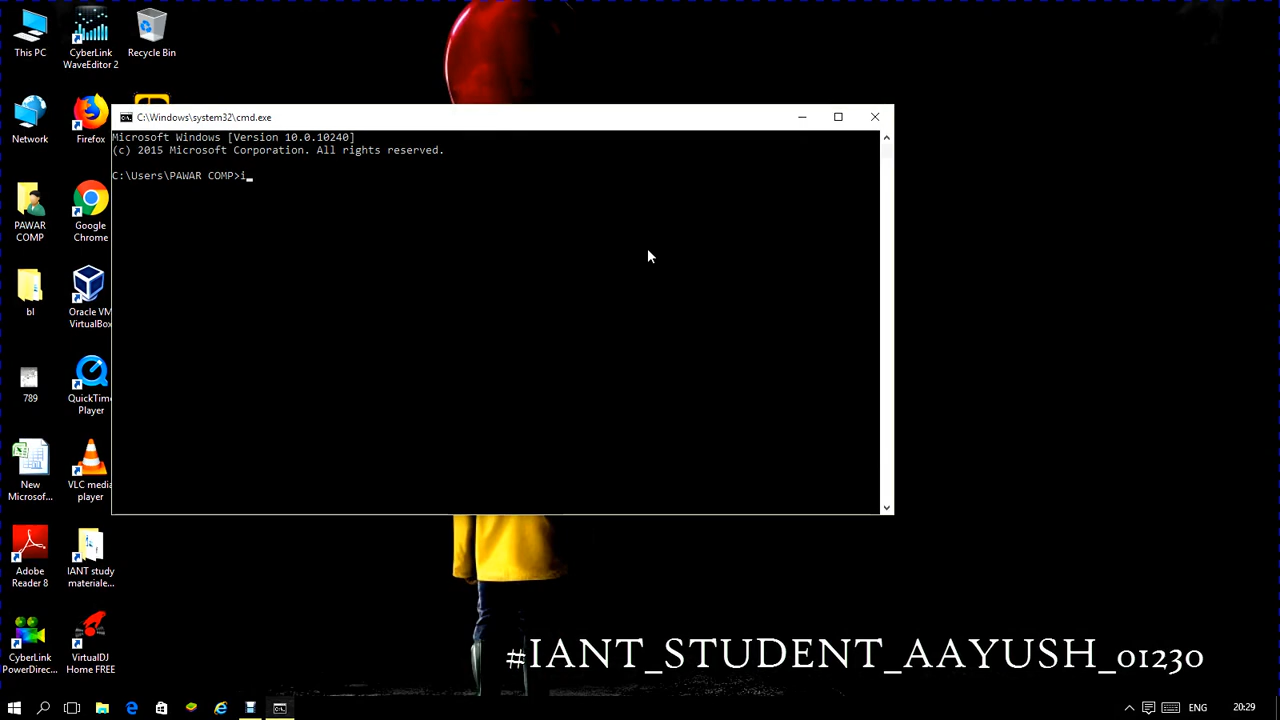 This PC
CyberLink
WaveEditor 2
Recycle Bin
Network
Firefox
C:\Windows\system32\cmd.exe
Microsoft Windows [Version 10.0.10240]
(c) 2015 Microsoft Corporation. All rights reserved.
C:\Users\PAWAR COMP>i_
PAWAR
COMP
Google
Chrome
bl
Oracle VM
VirtualBox
789
QuickTime
Player
New
Microsof...
VLC media
player
Adobe
Reader 8
IANT study
materiale...
CyberLink
PowerDirec...
VirtualDJ
Home FREE
#IANT_STUDENT_AAYUSH_01230
ENG
20:29